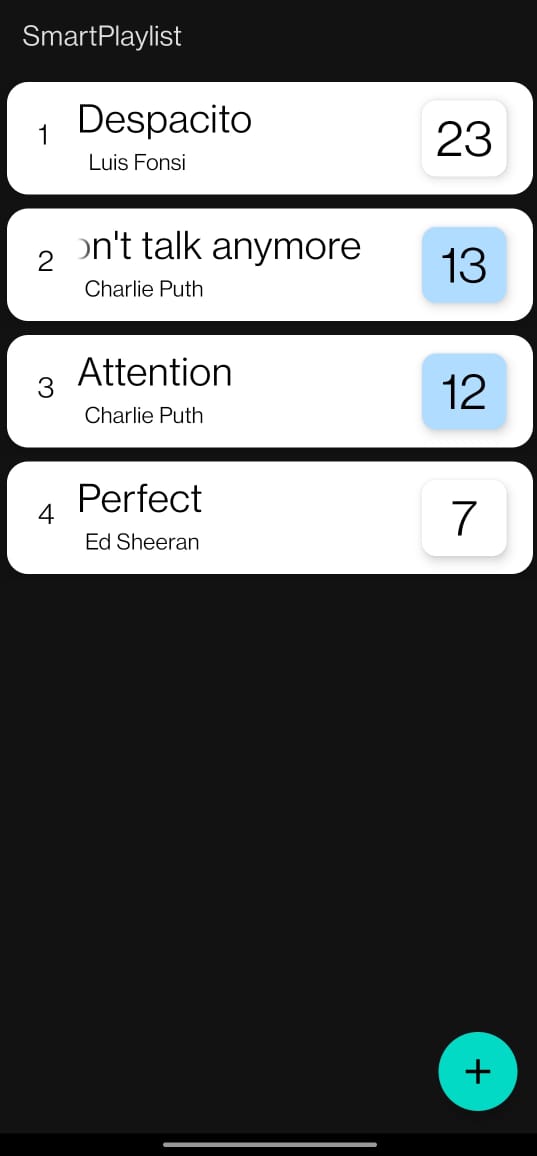 SmartPlaylist
1
Despacito
Luis Fonsi
23
2
n't talk anymore
Charlie Puth
13
3
Attention
Charlie Puth
12
4
Perfect
Ed Sheeran
7
+